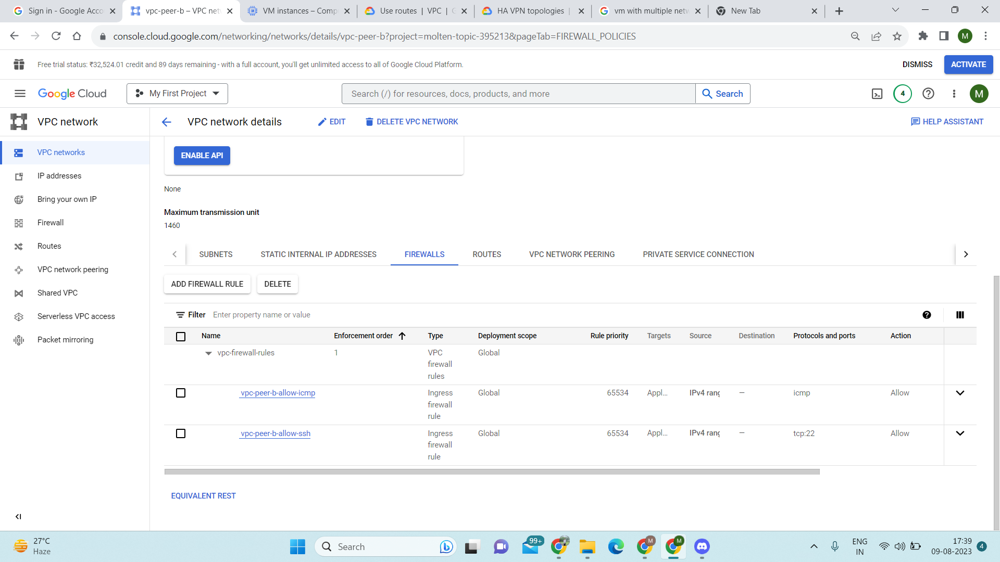 Sign in - Google Acco
vpc-peer-b – VPC net
VM instances – Comp
Use routes | VPC | G
HA VPN topologies |
vm with multiple netw
New Tab
console.cloud.google.com/networking/networks/details/vpc-peer-b?project=molten-topic-395213&pageTab=FIREWALL_POLICIES
M
Free trial status: ₹32,524.01 credit and 89 days remaining - with a full account, you'll get unlimited access to all of Google Cloud Platform.
DISMISS
ACTIVATE
Google Cloud
My First Project
Search (/) for resources, docs, products, and more
Search
4
M
VPC network
VPC network details
EDIT
DELETE VPC NETWORK
HELP ASSISTANT
VPC networks
IP addresses
Bring your own IP
Firewall
Routes
VPC network peering
Shared VPC
Serverless VPC access
Packet mirroring
ENABLE API
None
Maximum transmission unit
1460
SUBNETS
STATIC INTERNAL IP ADDRESSES
FIREWALLS
ROUTES
VPC NETWORK PEERING
PRIVATE SERVICE CONNECTION
ADD FIREWALL RULE
DELETE
Filter Enter property name or value
Name Enforcement order Type Deployment scope Rule priority Targets Source Destination Protocols and ports Action
vpc-firewall-rules 1 VPC firewall rules Global
vpc-peer-b-allow-icmp Ingress firewall rule Global 65534 Appl... IPv4 rang — icmp Allow
vpc-peer-b-allow-ssh Ingress firewall rule Global 65534 Appl... IPv4 rang — tcp:22 Allow
EQUIVALENT REST
27°C
Haze
Search
99+
M
M
ENG
IN
17:39
09-08-2023
4